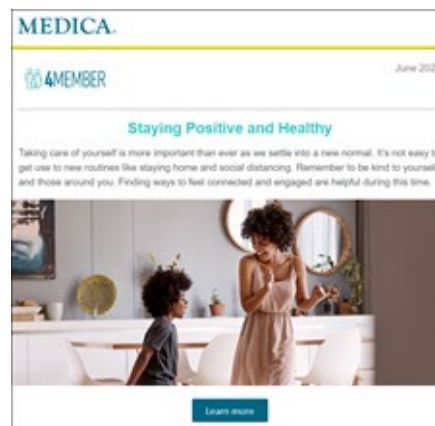 MEDICA®
June 202
4MEMBER
Staying Positive and Healthy
Taking care of yourself is more important than ever as we settle into a new normal. It's not easy t
get use to new routines like staying home and social distancing. Remember to be kind to yourself
and those around you. Finding ways to feel connected and engaged are helpful during this time.
Learn more